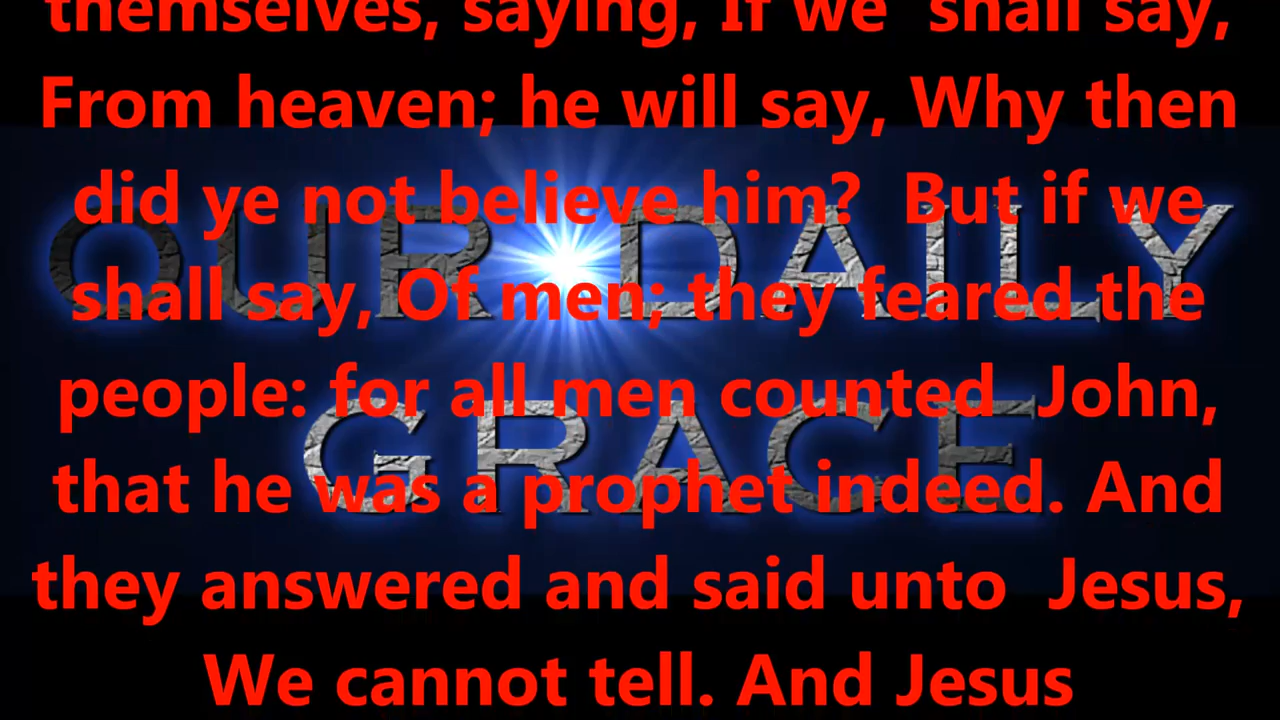 themselves, saying, If we shall say,
From heaven; he will say, Why then
did ye not believe him? But if we
shall say, Of men; they feared the
people: for all men counted John,
that he was a prophet indeed. And
they answered and said unto Jesus,
We cannot tell. And Jesus
OUR DAILY
GRACE